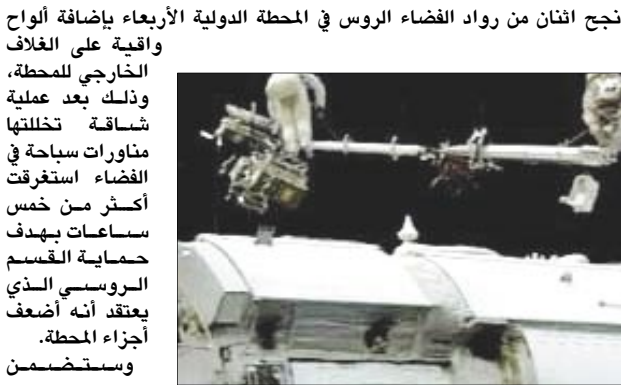 نجح اثنان من رواد الفضاء الروس في المحطة الدولية الأربعاء بإضافة ألواح
واقية على الغلاف
الخارجي للمحطة،
وذلك بعد عملية
شاقة تخللتها
مناورات سباحة في
الفضاء استغرقت
أكثر من خمس
ساعات بهدف
حماية القسم
الروسي الذي
يعتقد أنه أضعف
أجزاء المحطة.
وستضمن